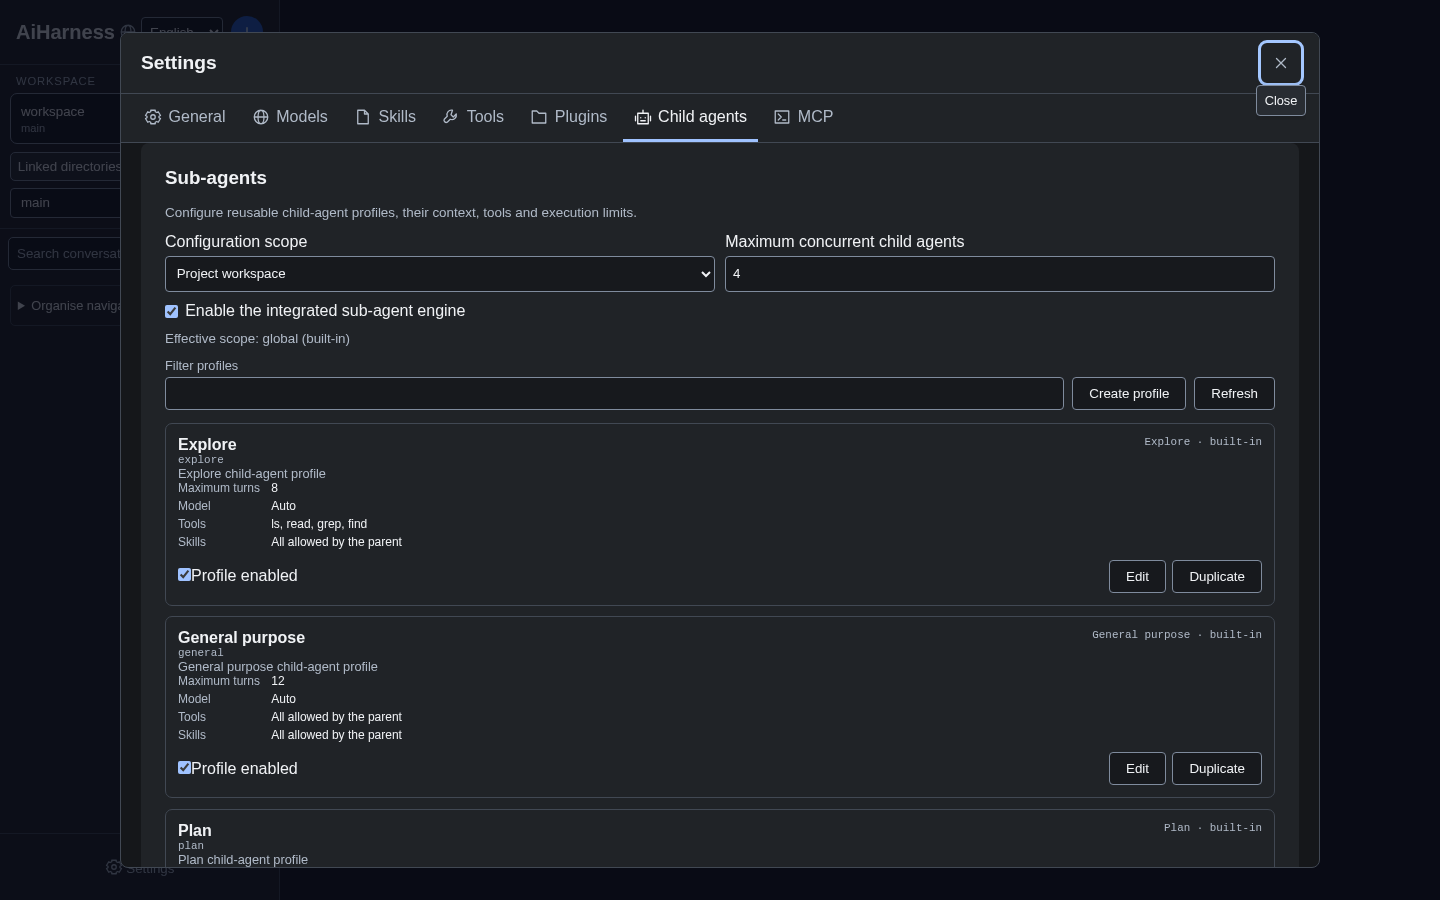 AiHarness
English
Settings
Close
WORKSPACE
General
Models
Skills
Tools
Plugins
Child agents
MCP
workspace
main
Linked directories
main
Search conversat
Organise naviga
Sub-agents
Configure reusable child-agent profiles, their context, tools and execution limits.
Configuration scope
Maximum concurrent child agents
Project workspace
4
Enable the integrated sub-agent engine
Effective scope: global (built-in)
Filter profiles
Create profile
Refresh
Explore
Explore · built-in
explore
Explore child-agent profile
Maximum turns 8
Model Auto
Tools ls, read, grep, find
Skills All allowed by the parent
Profile enabled
Edit
Duplicate
General purpose
General purpose · built-in
general
General purpose child-agent profile
Maximum turns 12
Model Auto
Tools All allowed by the parent
Skills All allowed by the parent
Profile enabled
Edit
Duplicate
Plan
Plan · built-in
plan
Plan child-agent profile
Settings